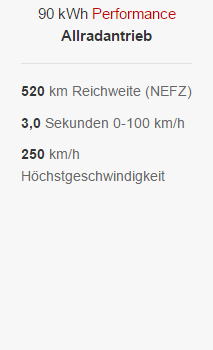 90 kWh Performance
Allradantrieb
520 km Reichweite (NEFZ)
3,0 Sekunden 0-100 km/h
250 km/h
Höchstgeschwindigkeit